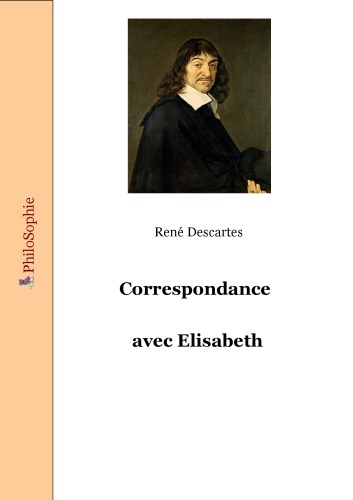 René Descartes
Correspondance
avec Elisabeth
PhiloSophie